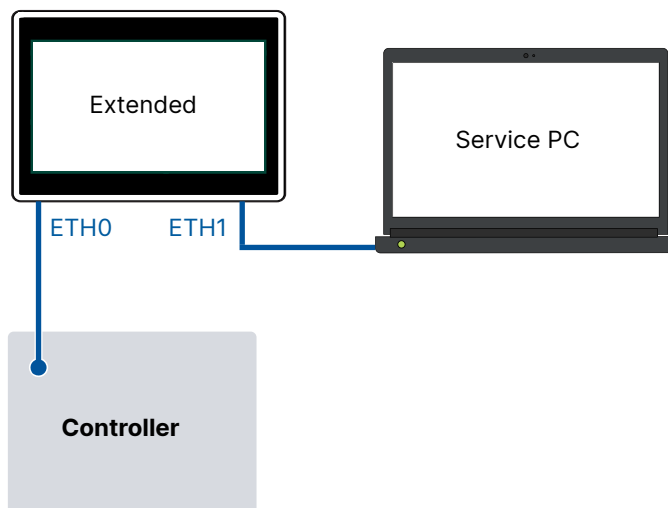 Extended
Service PC
ETH0
ETH1
Controller